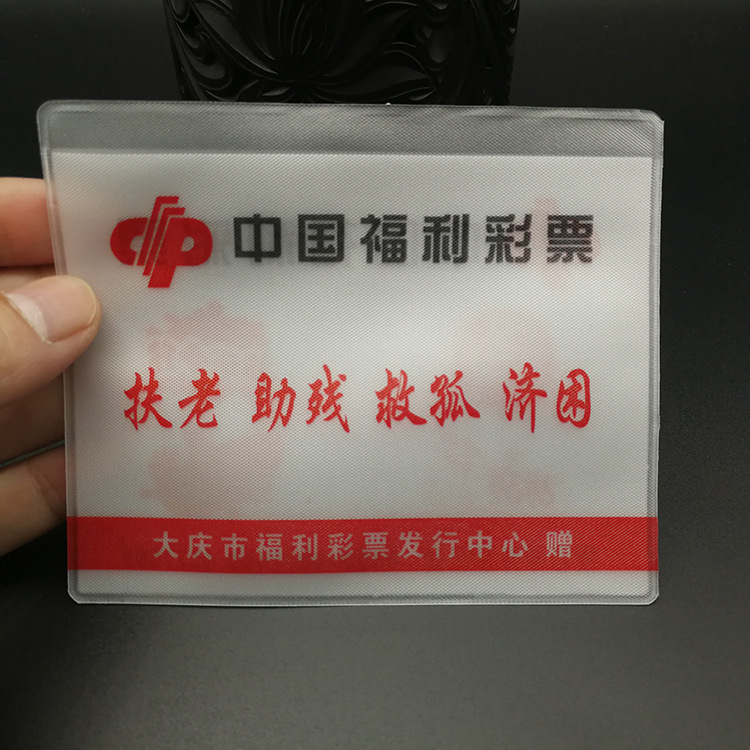 中国福利彩票
扶老 助残 救孤 济困
大庆市福利彩票发行中心 赠